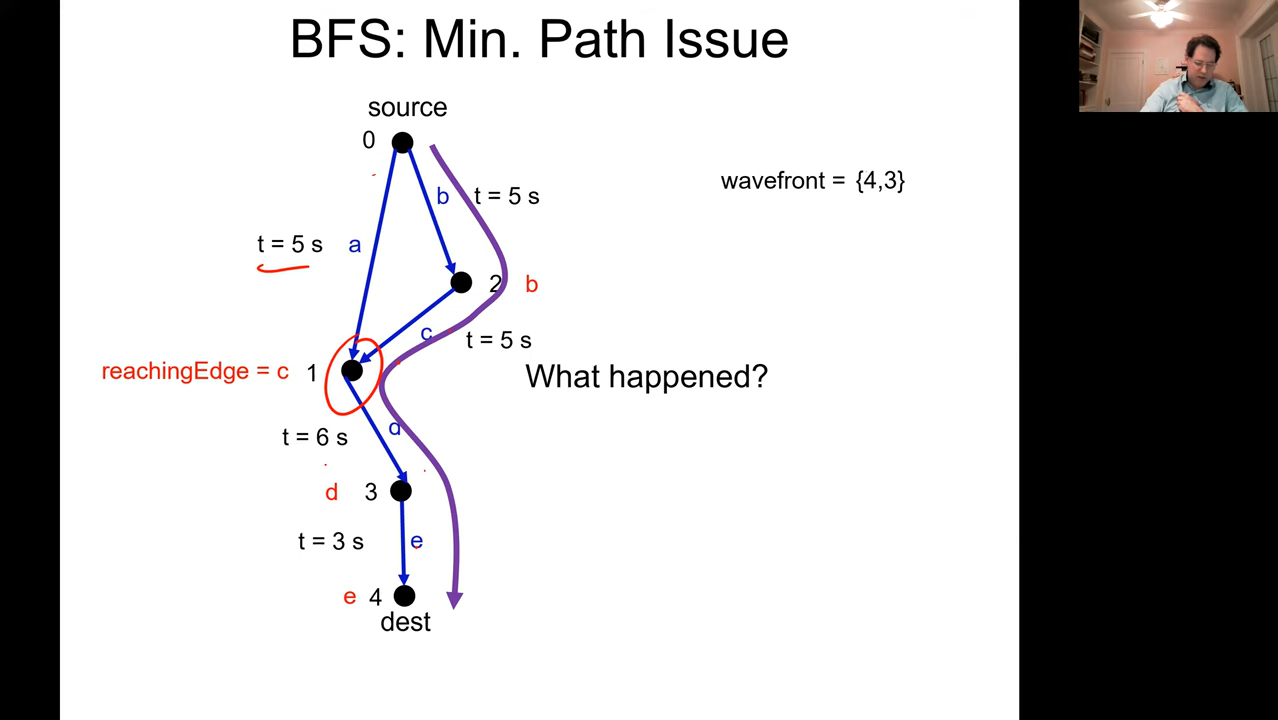 BFS: Min. Path Issue
source
0
wavefront = {4,3}
b
t = 5 s
t = 5 s
a
2
b
c
t = 5 s
reachingEdge = c
1
What happened?
d
t = 6 s
d
3
t = 3 s
e
e
4
dest